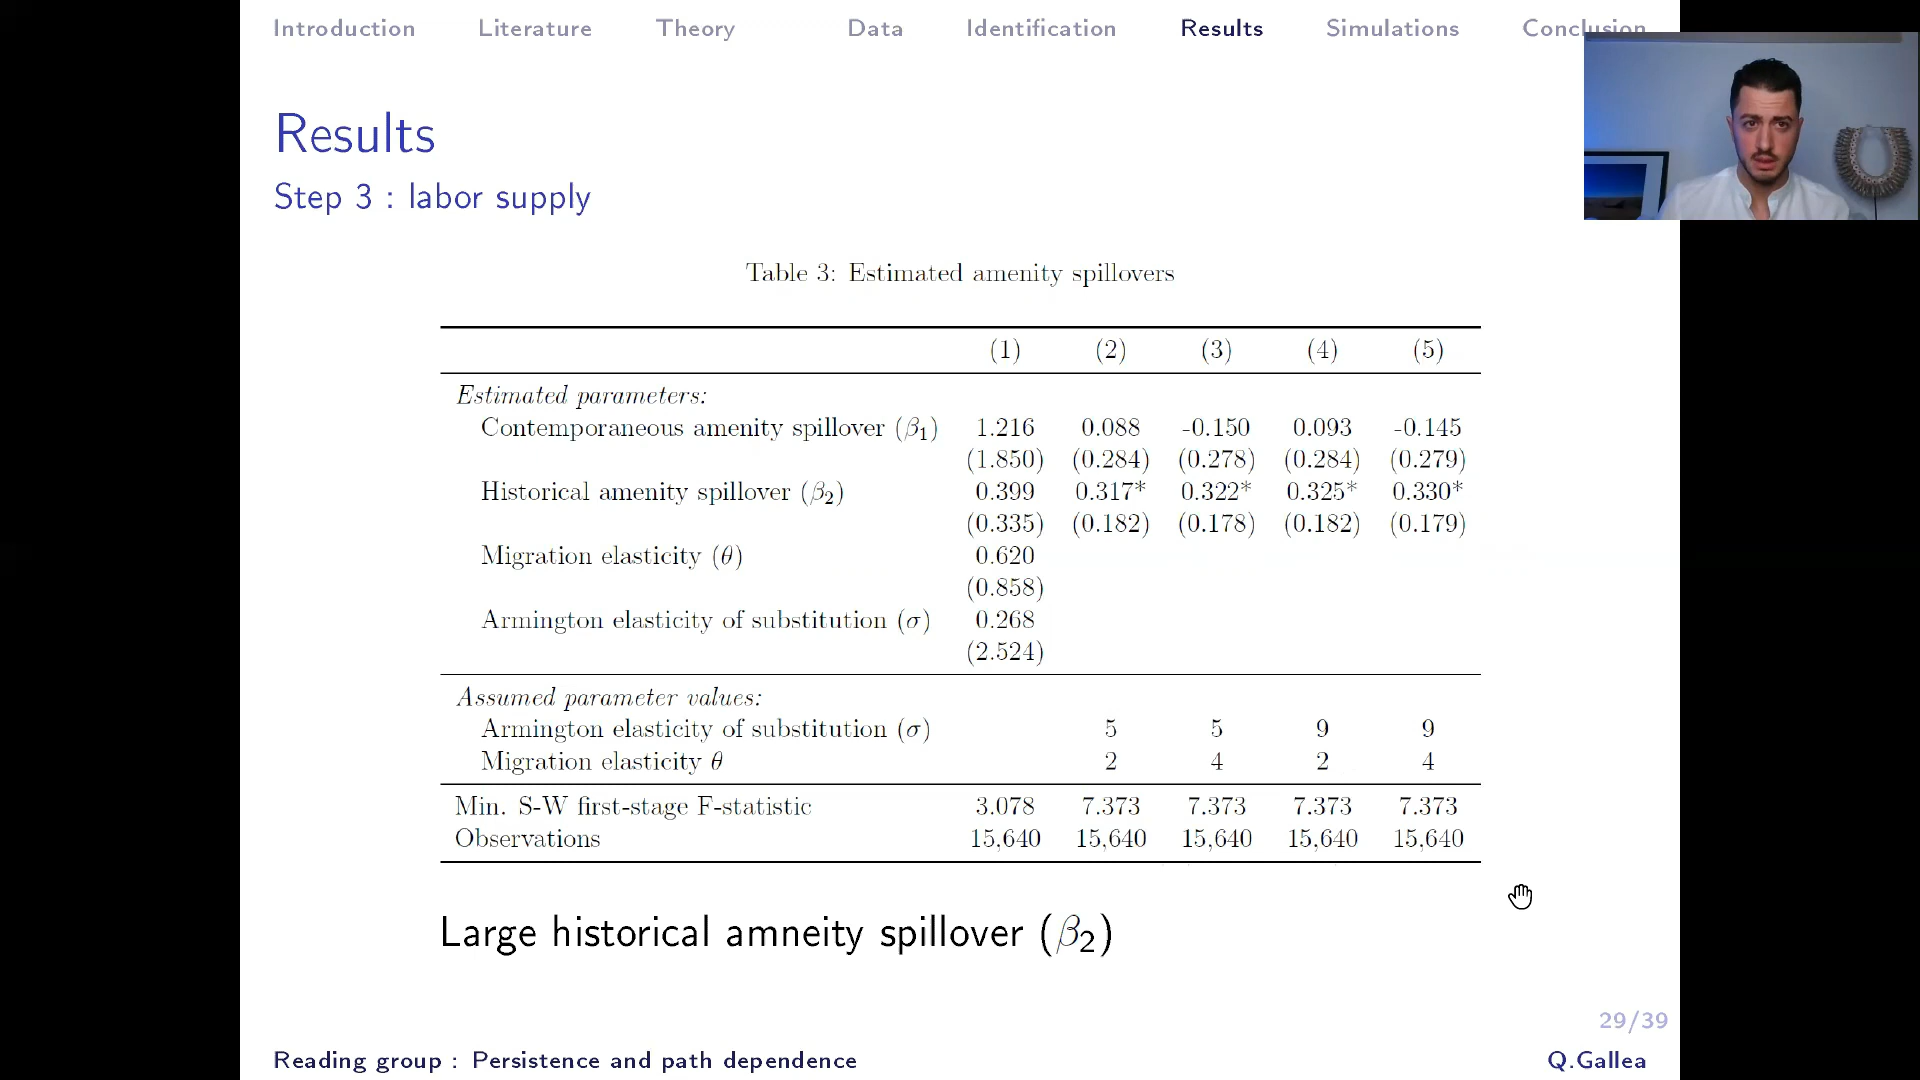 Introduction Literature Theory Data Identification Results Simulations Conclusion
Results
Step 3 : labor supply
Table 3: Estimated amenity spillovers
(1) (2) (3) (4) (5)
Estimated parameters:
Contemporaneous amenity spillover (β₁) 1.216 0.088 -0.150 0.093 -0.145
(1.850) (0.284) (0.278) (0.284) (0.279)
Historical amenity spillover (β₂) 0.399 0.317* 0.322* 0.325* 0.330*
(0.335) (0.182) (0.178) (0.182) (0.179)
Migration elasticity (θ) 0.620
(0.858)
Armington elasticity of substitution (σ) 0.268
(2.524)
Assumed parameter values:
Armington elasticity of substitution (σ) 5 5 9 9
Migration elasticity θ 2 4 2 4
Min. S-W first-stage F-statistic 3.078 7.373 7.373 7.373 7.373
Observations 15,640 15,640 15,640 15,640 15,640
Large historical amneity spillover (β₂)
29/39
Reading group : Persistence and path dependence Q.Gallea